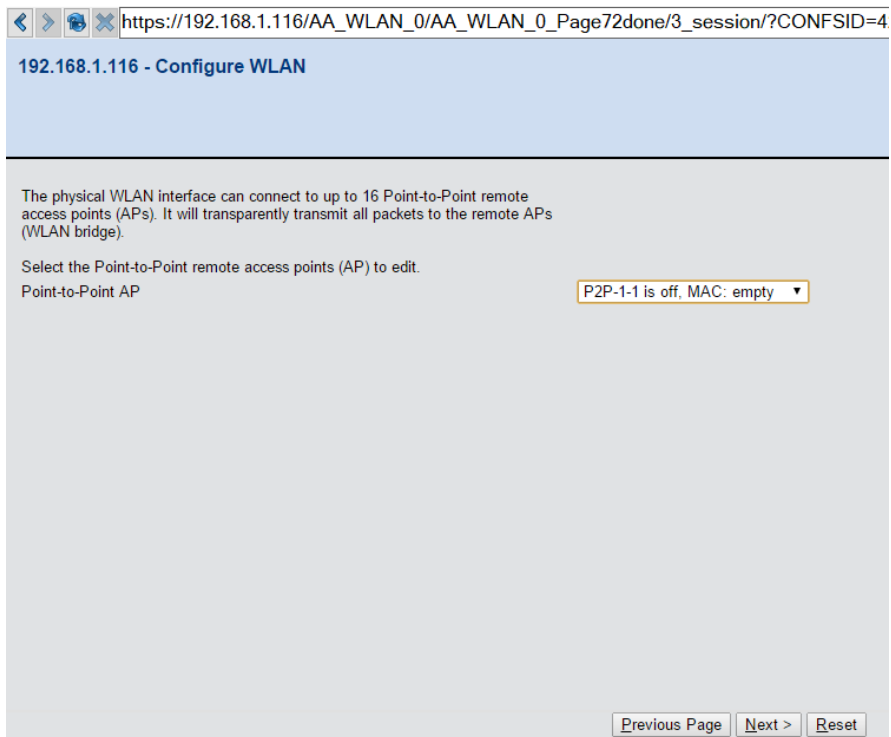 https://192.168.1.116/AA_WLAN_0/AA_WLAN_0_Page72done/3_session/?CONFSID=4
192.168.1.116 - Configure WLAN
The physical WLAN interface can connect to up to 16 Point-to-Point remote
access points (APs). It will transparently transmit all packets to the remote APs
(WLAN bridge).
Select the Point-to-Point remote access points (AP) to edit.
Point-to-Point AP P2P-1-1 is off, MAC: empty
Previous Page Next > Reset